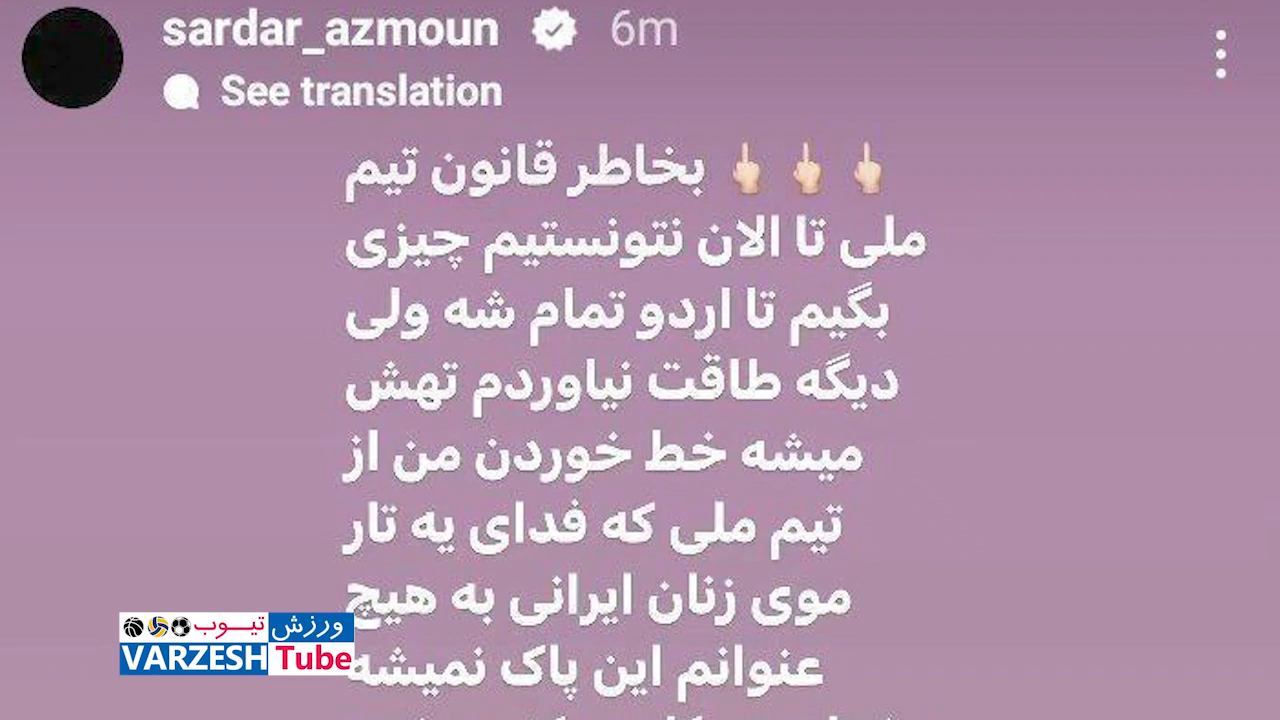 sardar_azmoun 6m
See translation
🖕🏻🖕🏻🖕🏻 بخاطر قانون تیم
ملی تا الان نتونستیم چیزی
بگیم تا اردو تمام شه ولی
دیگه طاقت نیاوردم تهش
میشه خط خوردن من از
تیم ملی که فدای یه تار
موی زنان ایرانی به هیچ
عنوانم این پاک نمیشه
ورزش تیوب
VARZESH Tube